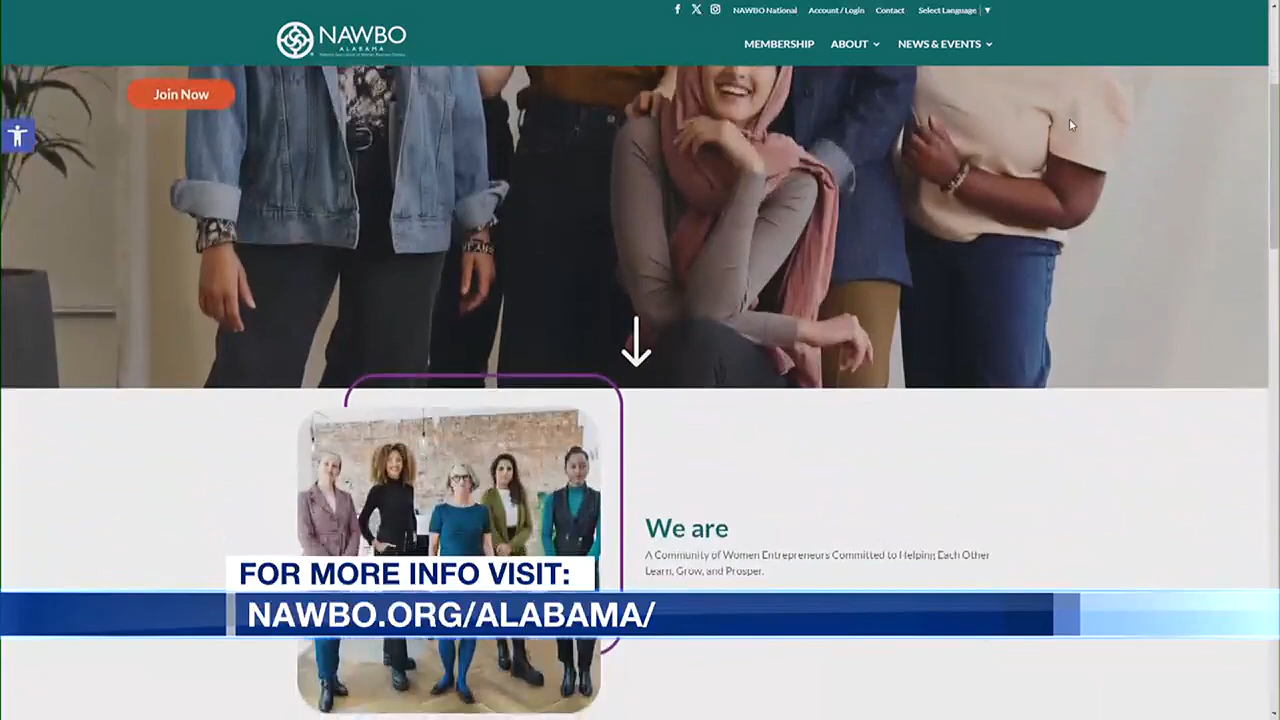 NAWBO National Account / Login Contact Select Language ▼
NAWBO
ALABAMA
MEMBERSHIP ABOUT NEWS & EVENTS
Join Now
We are
A Community of Women Entrepreneurs Committed to Helping Each Other
Learn, Grow, and Prosper.
FOR MORE INFO VISIT:
NAWBO.ORG/ALABAMA/